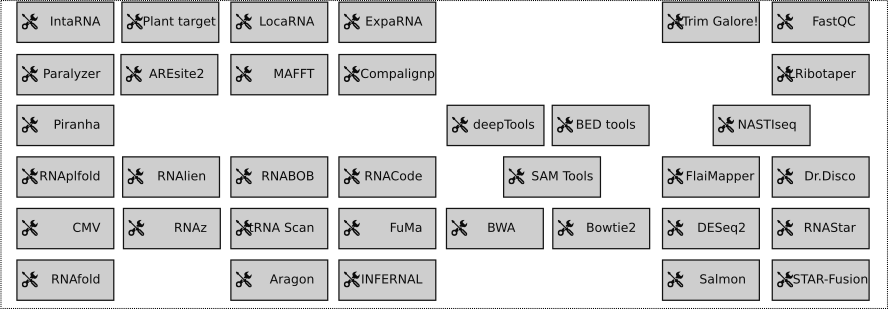 IntaRNA
Plant target
LocaRNA
ExpaRNA
Trim Galore!
FastQC
Paralyzer
AREsite2
MAFFT
Compalignp
Ribotaper
Piranha
deepTools
BED tools
NASTIseq
RNAplfold
RNAlien
RNABOB
RNACode
SAM Tools
FlaiMapper
Dr.Disco
CMV
RNAz
tRNA Scan
FuMa
BWA
Bowtie2
DESeq2
RNAStar
RNAfold
Aragon
INFERNAL
Salmon
STAR-Fusion